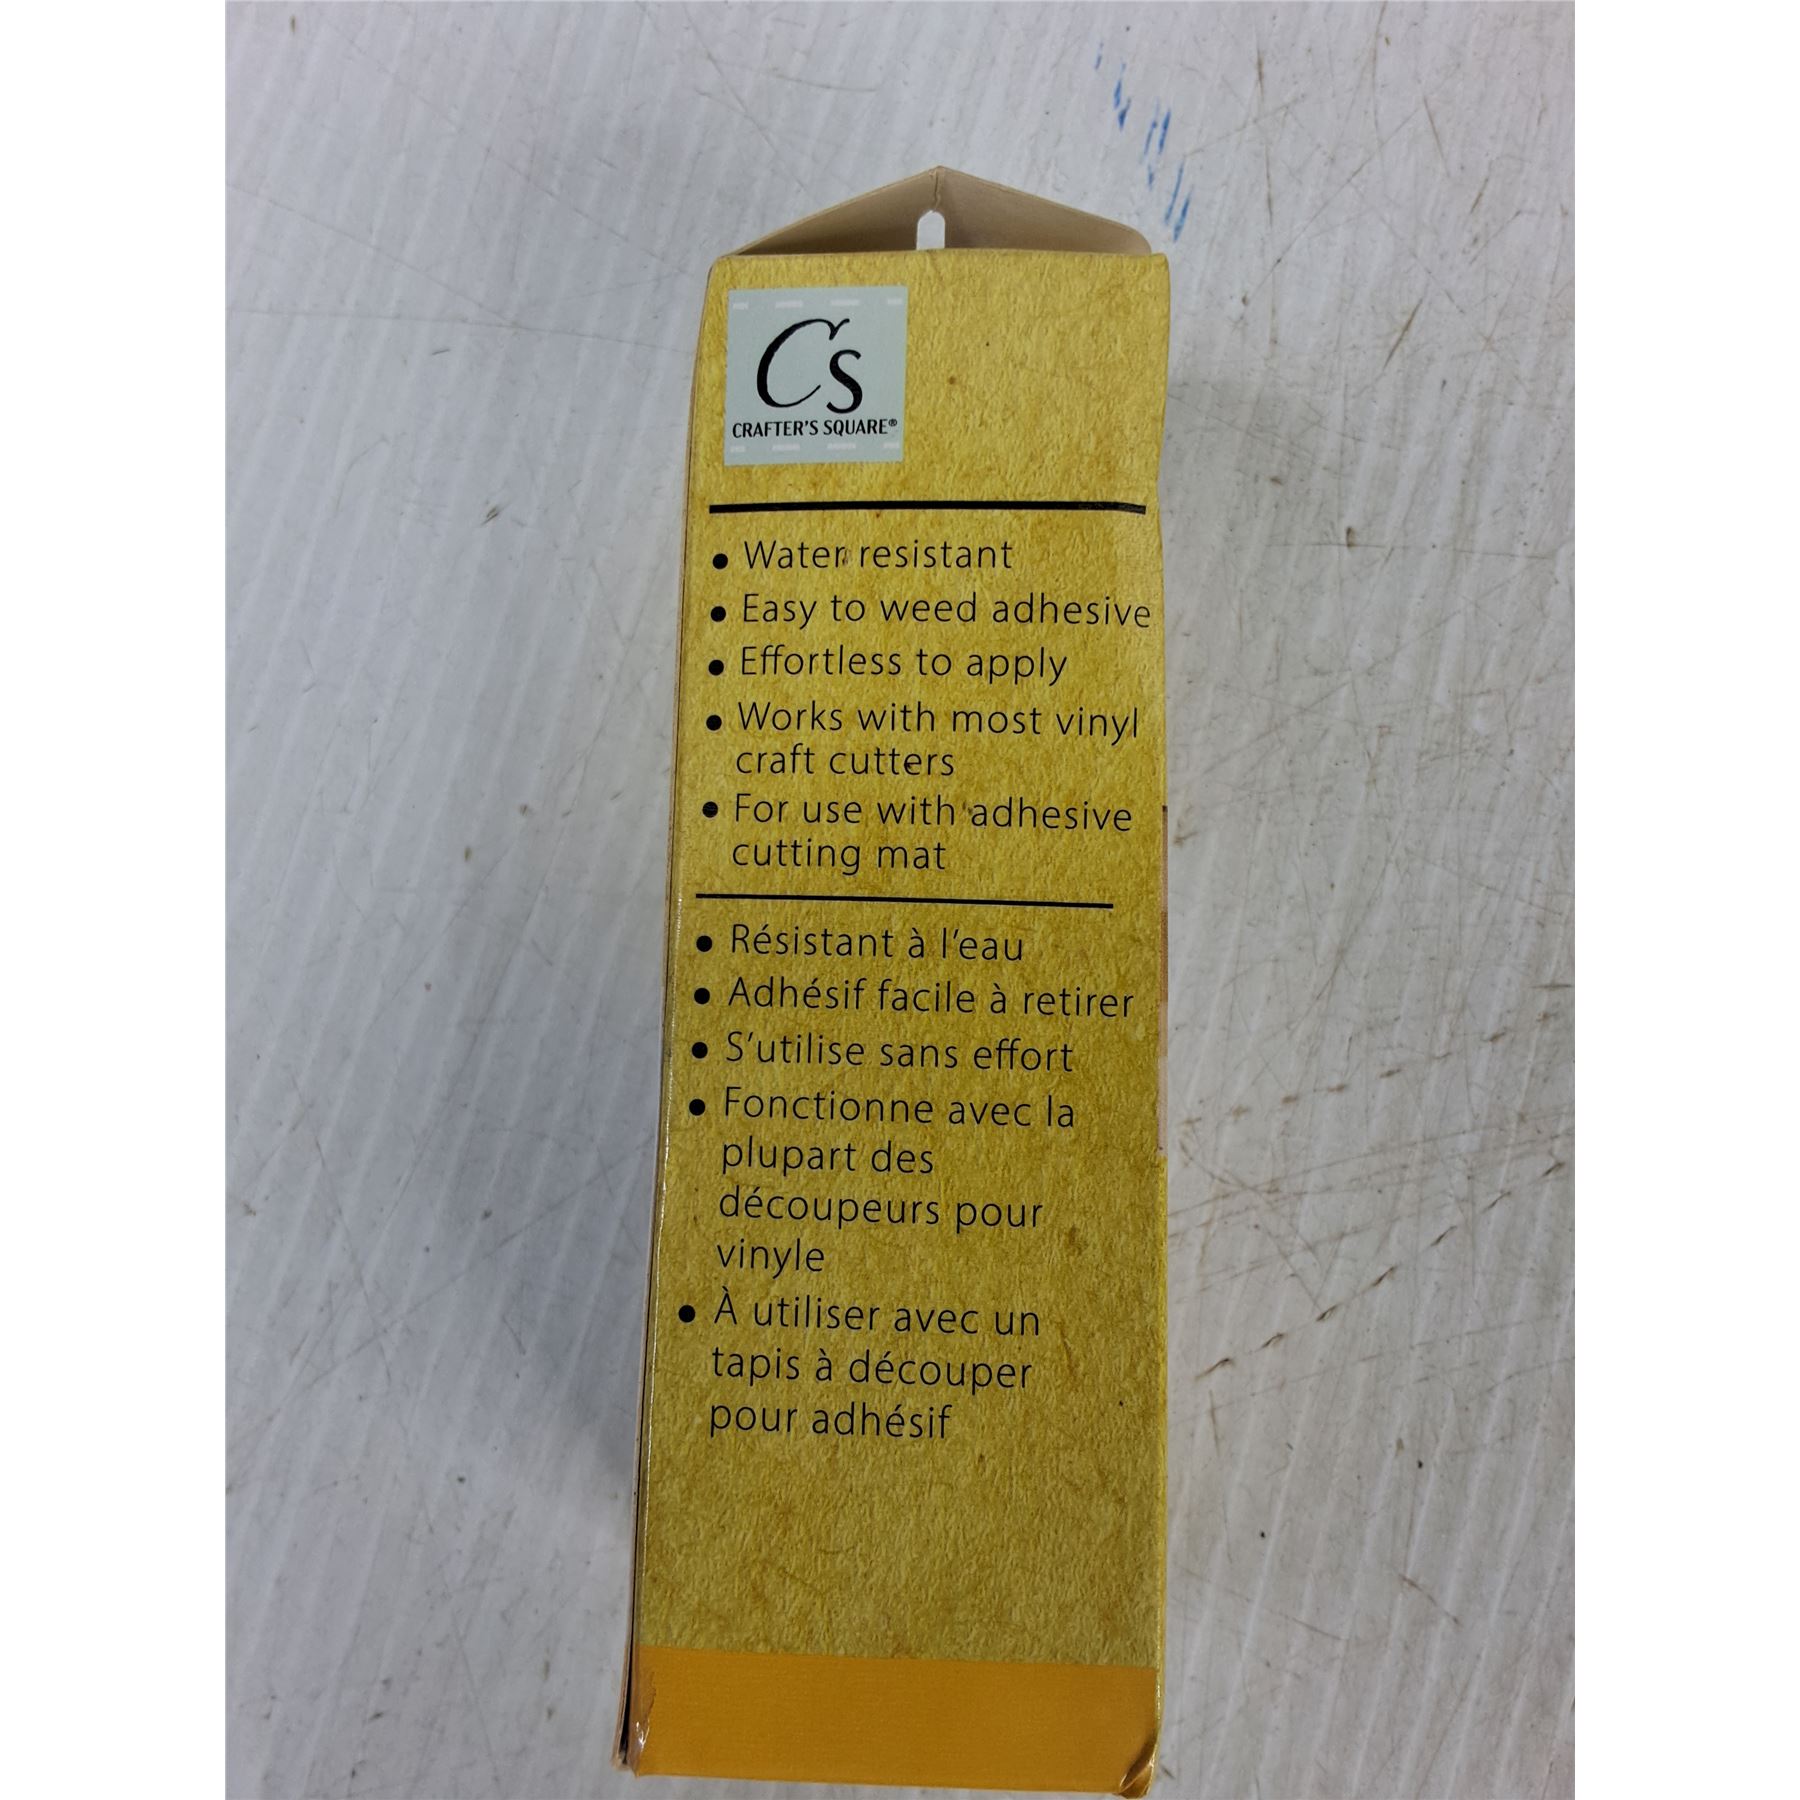 Cs
CRAFTER'S SQUARE®
• Water resistant
• Easy to weed adhesive
• Effortless to apply
• Works with most vinyl
craft cutters
• For use with adhesive
cutting mat
• Résistant à l'eau
• Adhésif facile à retirer
• S'utilise sans effort
• Fonctionne avec la
plupart des
découpeurs pour
vinyle
• À utiliser avec un
tapis à découper
pour adhésif